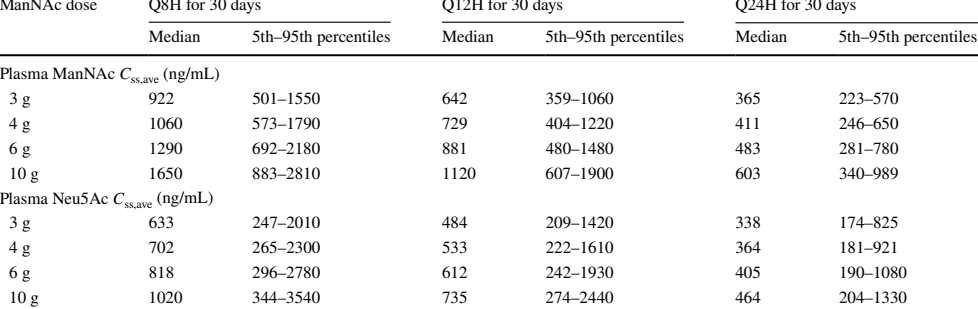 ManNAc dose Q8H for 30 days Q12H for 30 days Q24H for 30 days
Median 5th–95th percentiles Median 5th–95th percentiles Median 5th–95th percentiles
Plasma ManNAc Css,ave (ng/mL)
3 g 922 501–1550 642 359–1060 365 223–570
4 g 1060 573–1790 729 404–1220 411 246–650
6 g 1290 692–2180 881 480–1480 483 281–780
10 g 1650 883–2810 1120 607–1900 603 340–989
Plasma Neu5Ac Css,ave (ng/mL)
3 g 633 247–2010 484 209–1420 338 174–825
4 g 702 265–2300 533 222–1610 364 181–921
6 g 818 296–2780 612 242–1930 405 190–1080
10 g 1020 344–3540 735 274–2440 464 204–1330